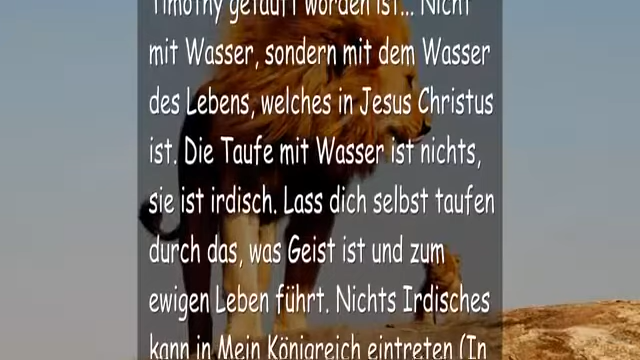 Timothy getauft worden ist... Nicht
mit Wasser, sondern mit dem Wasser
des Lebens, welches in Jesus Christus
ist. Die Taufe mit Wasser ist nichts,
sie ist irdisch. Lass dich selbst taufen
durch das, was Geist ist und zum
ewigen Leben führt. Nichts Irdisches
kann in Mein Königreich eintreten (In